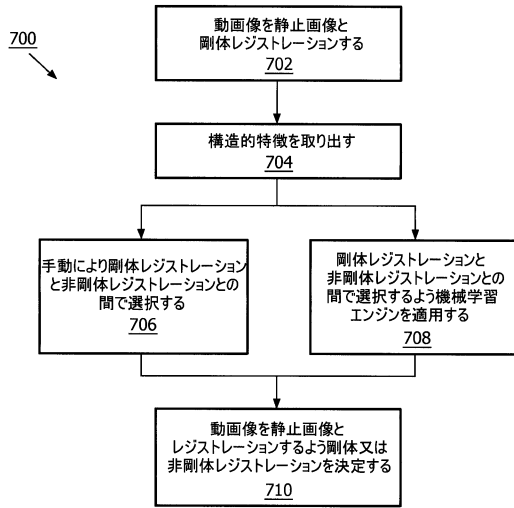 700
動画像を静止画像と
剛体レジストレーションする
702
構造的特徴を取り出す
704
手動により剛体レジストレーション
と非剛体レジストレーションとの
間で選択する
706
剛体レジストレーションと
非剛体レジストレーションとの
間で選択するよう機械学習
エンジンを適用する
708
動画像を静止画像と
レジストレーションするよう剛体又は
非剛体レジストレーションを決定する
710